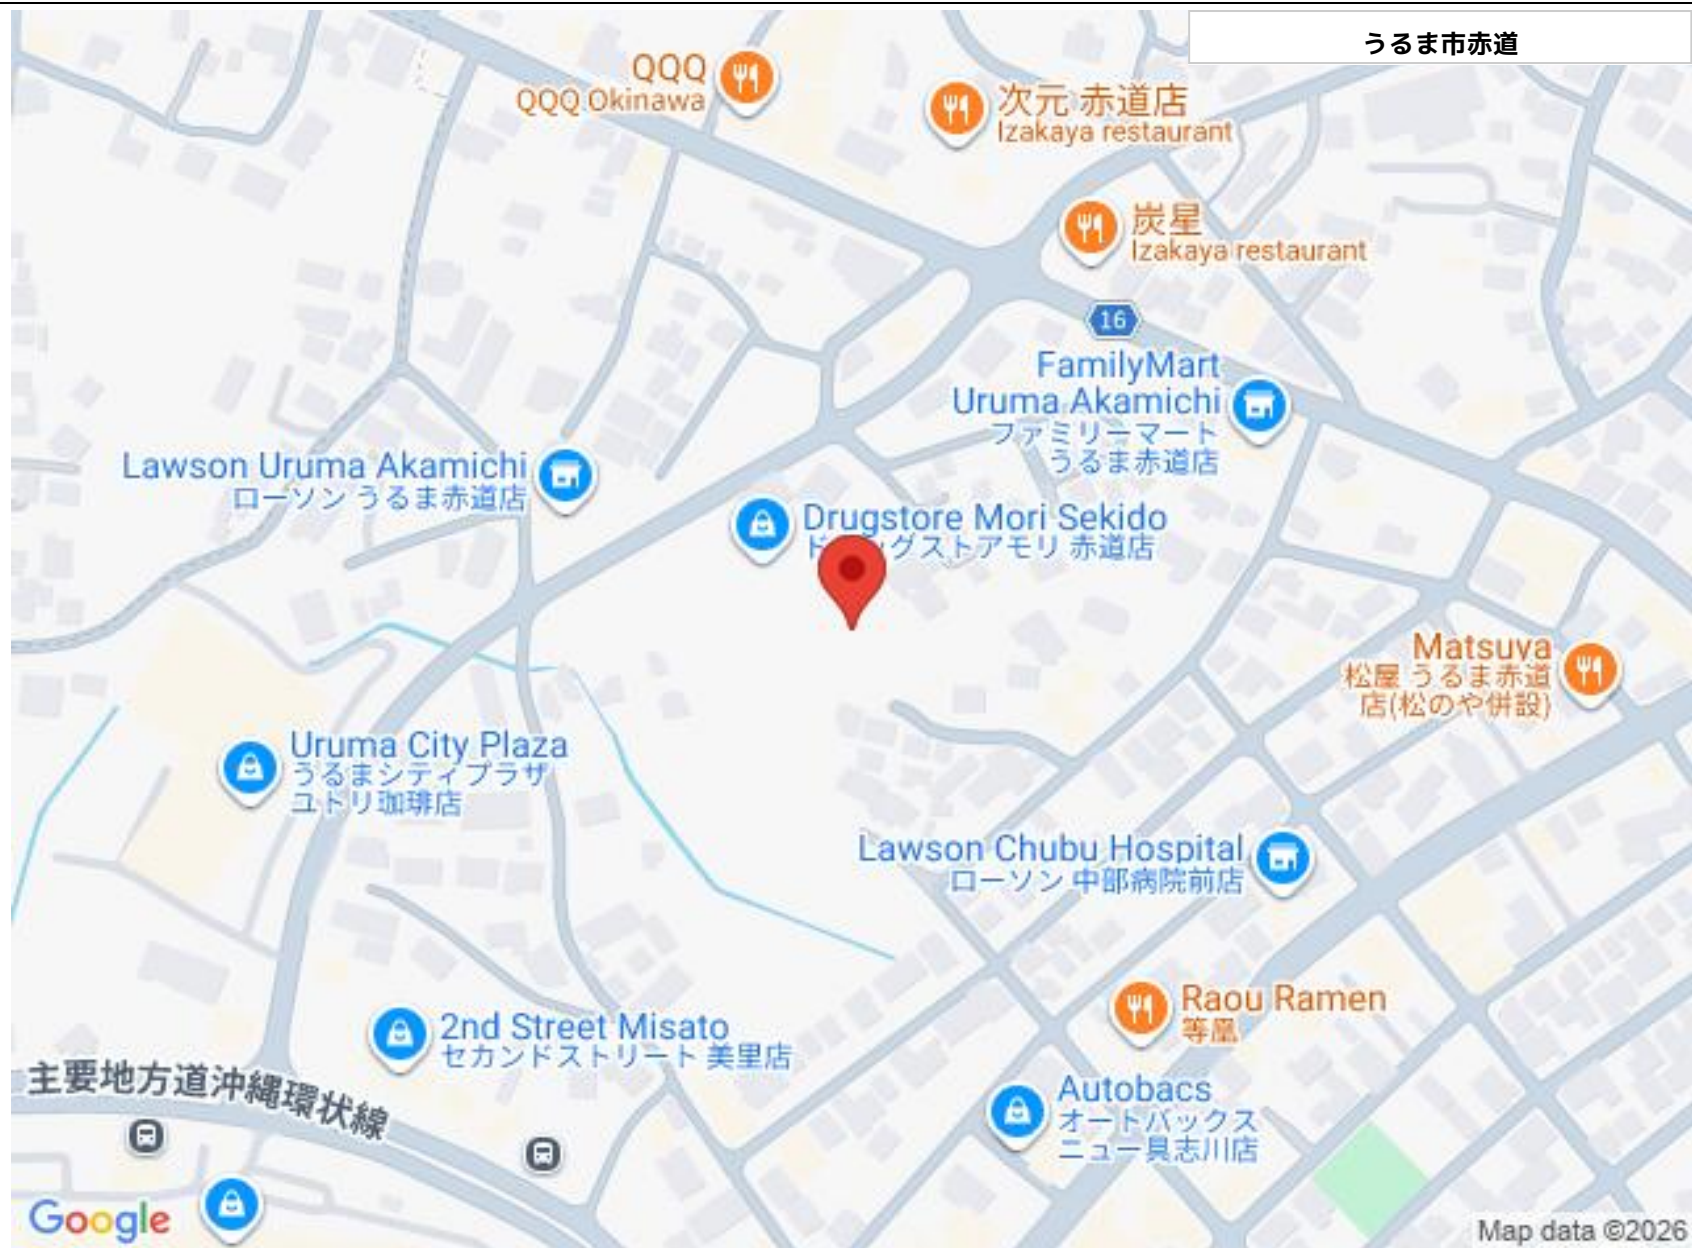 うるま市赤道
QQQ
QQQ Okinawa
次元 赤道店
Izakaya restaurant
炭星
Izakaya restaurant
16
FamilyMart
Uruma Akamichi
ファミリーマート
うるま赤道店
Lawson Uruma Akamichi
ローソン うるま赤道店
Drugstore Mori Sekido
グストアモリ 赤道店
Matsuya
松屋 うるま赤道
店(松のや併設)
Uruma City Plaza
うるまシティプラザ
ユトリ珈琲店
Lawson Chubu Hospital
ローソン 中部病院前店
Raou Ramen
2nd Street Misato
セカンドストリート 美里店
主要地方道沖縄環状線
Autobacs
オートバックス
ニュー具志川店
Google
Map data ©2026